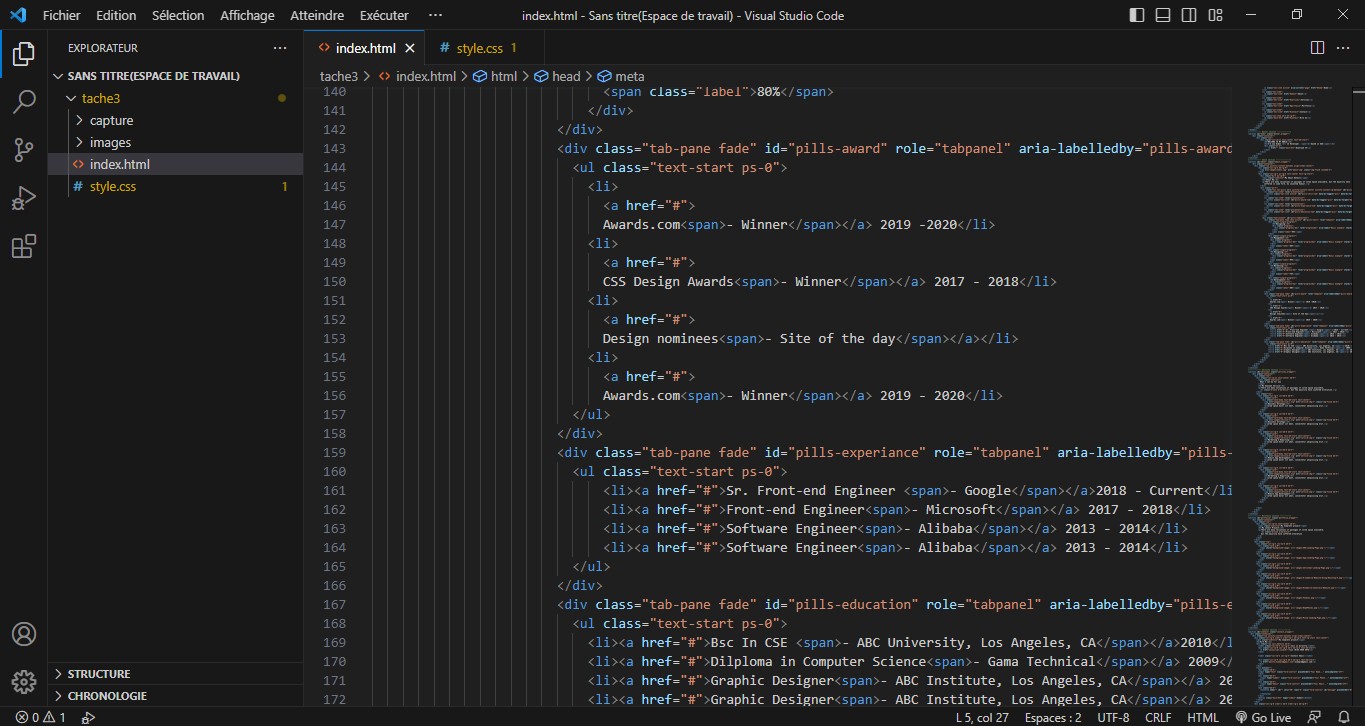 Fichier Edition Sélection Affichage Atteindre Exécuter ··· index.html - Sans titre(Espace de travail) - Visual Studio Code
EXPLORATEUR ···
SANS TITRE(ESPACE DE TRAVAIL)
tache3
capture
images
<> index.html
# style.css 1
STRUCTURE
CHRONOLOGIE
<> index.html # style.css 1
tache3 > <> index.html > html > head > meta
140 <span class="label">80%</span>
141 </div>
142 </div>
143 <div class="tab-pane fade" id="pills-award" role="tabpanel" aria-labelledby="pills-award
144 <ul class="text-start ps-0">
145 <li>
146 <a href="#">
147 Awards.com<span>- Winner</span></a> 2019 -2020</li>
148 <li>
149 <a href="#">
150 CSS Design Awards<span>- Winner</span></a> 2017 - 2018</li>
151 <li>
152 <a href="#">
153 Design nominees<span>- Site of the day</span></a></li>
154 <li>
155 <a href="#">
156 Awards.com<span>- Winner</span></a> 2019 - 2020</li>
157 </ul>
158 </div>
159 <div class="tab-pane fade" id="pills-experiance" role="tabpanel" aria-labelledby="pills-
160 <ul class="text-start ps-0">
161 <li><a href="#">Sr. Front-end Engineer <span>- Google</span></a>2018 - Current</li
162 <li><a href="#">Front-end Engineer<span>- Microsoft</span></a> 2017 - 2018</li>
163 <li><a href="#">Software Engineer<span>- Alibaba</span></a> 2013 - 2014</li>
164 <li><a href="#">Software Engineer<span>- Alibaba</span></a> 2013 - 2014</li>
165 </ul>
166 </div>
167 <div class="tab-pane fade" id="pills-education" role="tabpanel" aria-labelledby="pills-e
168 <ul class="text-start ps-0">
169 <li><a href="#">Bsc In CSE <span>- ABC University, Los Angeles, CA</span></a>2010</l
170 <li><a href="#">Dilploma in Computer Science<span>- Gama Technical</span></a> 2009</
171 <li><a href="#">Graphic Designer<span>- ABC Institute, Los Angeles, CA</span></a> 20
172 <li><a href="#">Graphic Designer<span>- ABC Institute, Los Angeles, CA</span></a> 20
0 1 L 5, col 27 Espaces : 2 UTF-8 CRLF HTML Go Live